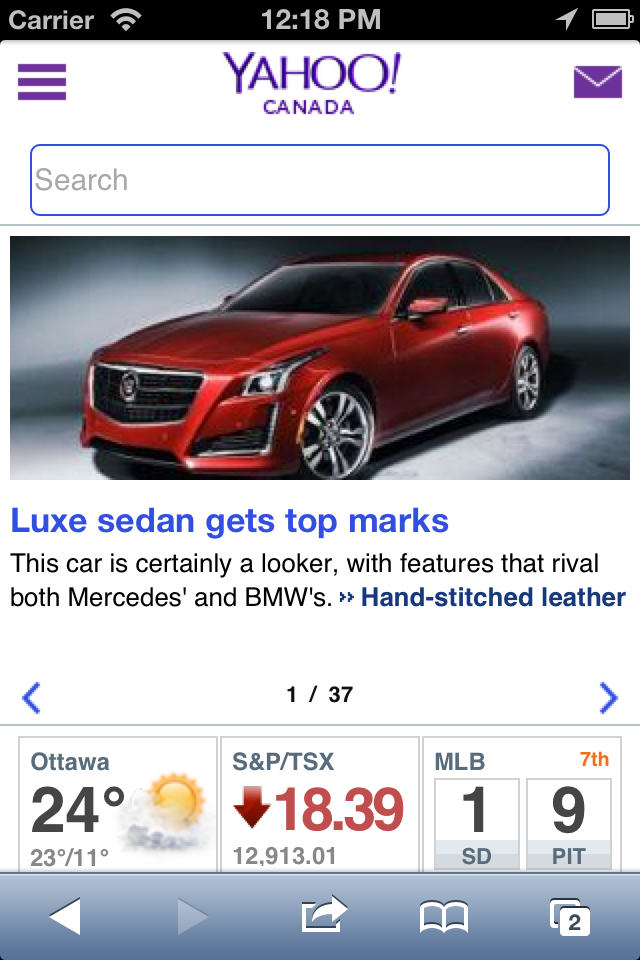 Carrier 12:18 PM
YAHOO!
CANADA
Search
Luxe sedan gets top marks
This car is certainly a looker, with features that rival
both Mercedes' and BMW's. ›› Hand-stitched leather
1 / 37
Ottawa
24°
23°/11°
S&P/TSX
18.39
12,913.01
MLB 7th
1 9
SD PIT
2